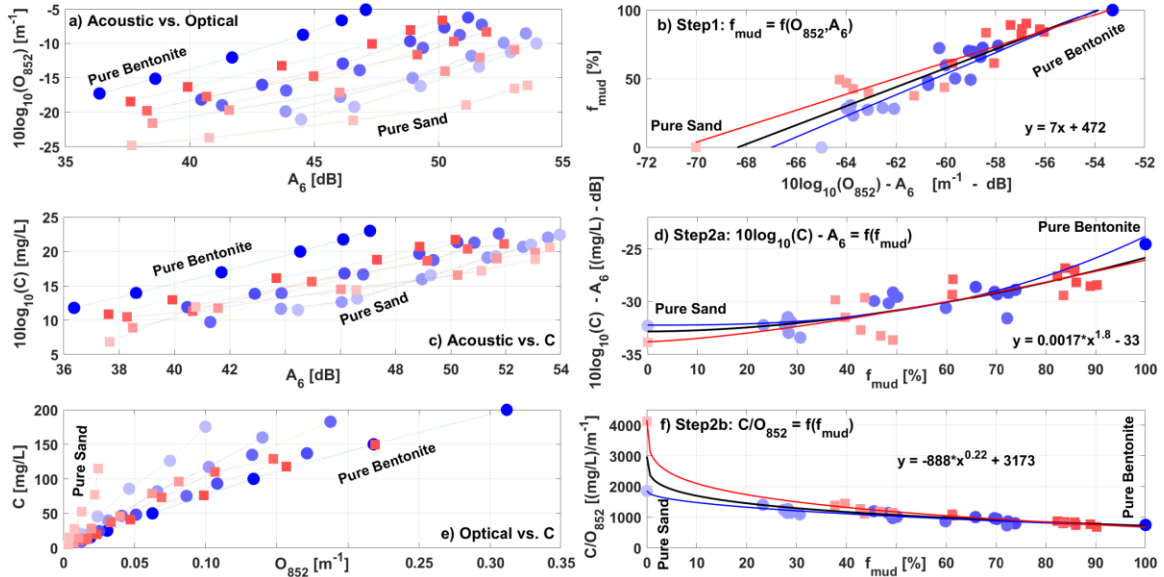 a) Acoustic vs. Optical
10log10(O852) [m-1]
-5
-10
-15
-20
-25
Pure Bentonite
Pure Sand
35
40
45
50
55
A6 [dB]
b) Step1: fmud = f(O852,A6)
fmud [%]
100
50
0
Pure Bentonite
Pure Sand
y = 7x + 472
-72
-70
-68
-66
-64
-62
-60
-58
-56
-54
-52
10log10(O852) - A6 [m-1 - dB]
10log10(C) [mg/L]
25
20
15
10
5
Pure Bentonite
Pure Sand
c) Acoustic vs. C
36
38
40
42
44
46
48
50
52
54
A6 [dB]
d) Step2a: 10log10(C) - A6 = f(fmud)
10log10(C) - A6 [(mg/L) - dB]
-25
-30
-35
Pure Bentonite
Pure Sand
y = 0.0017*x1.8 - 33
0
10
20
30
40
50
60
70
80
90
100
fmud [%]
C [mg/L]
200
150
100
50
0
Pure Sand
Pure Bentonite
e) Optical vs. C
0
0.05
0.10
0.15
0.20
0.25
0.30
0.35
O852 [m-1]
f) Step2b: C/O852 = f(fmud)
C/O852 [(mg/L)/m-1]
4000
3000
2000
1000
0
y = -888*x0.22 + 3173
Pure Sand
Pure Bentonite
0
10
20
30
40
50
60
70
80
90
100
fmud [%]